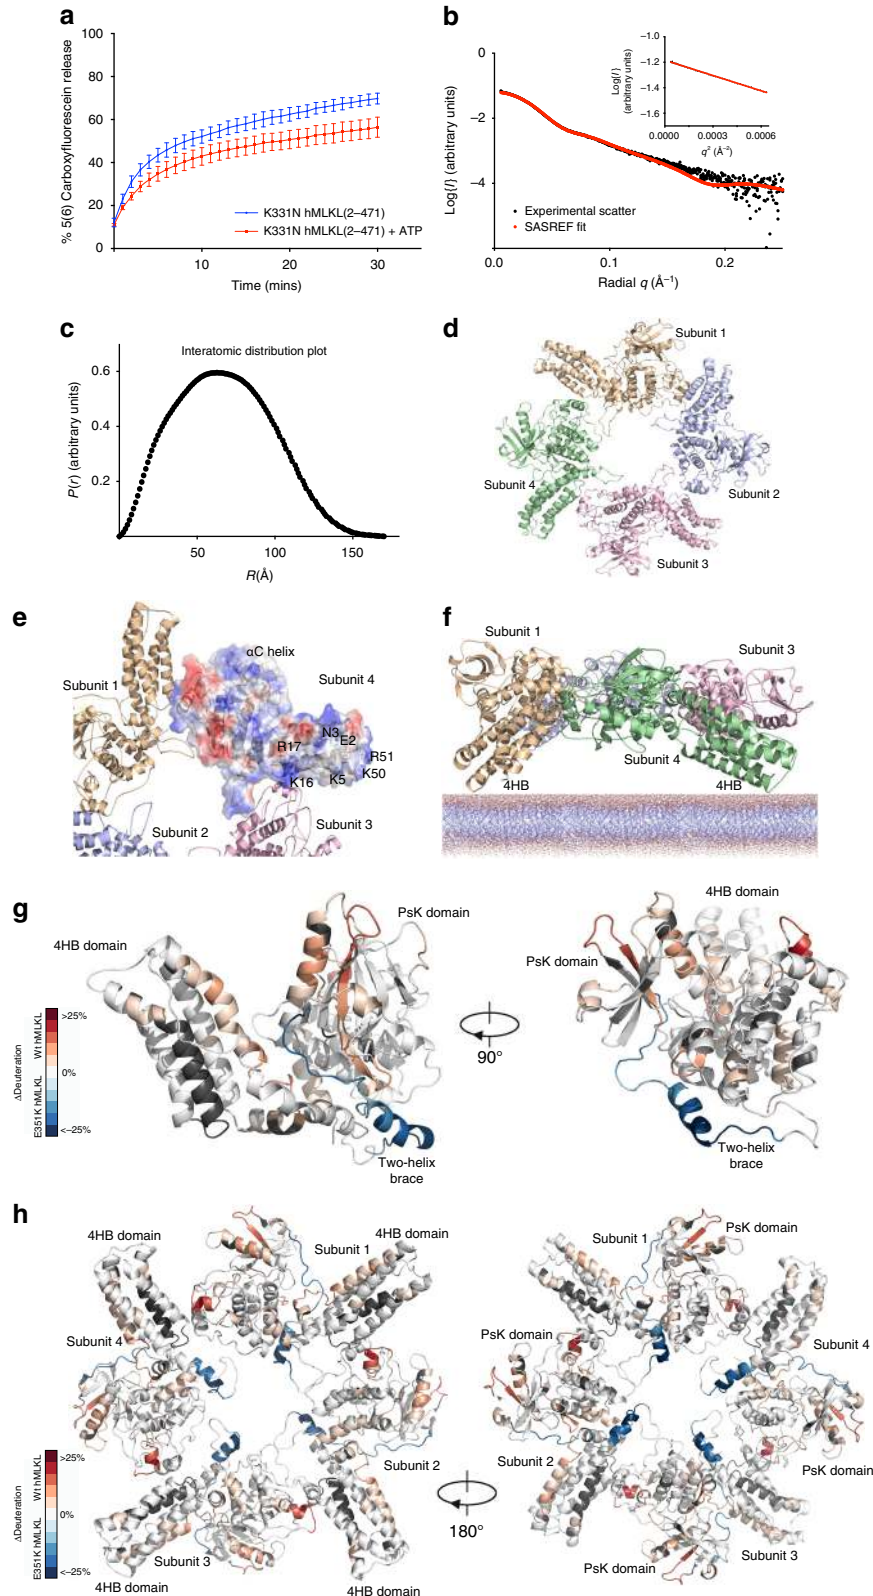 a
100
80
60
40
20
0
% 5(6) Carboxyfluorescein release
K331N hMLKL(2–471)
K331N hMLKL(2–471) + ATP
10
20
30
Time (mins)
b
0
−2
−4
Log{I} (arbitrary units)
−1.0
−1.2
−1.4
−1.6
Log{I}
(arbitrary units)
0.0000
0.0003
0.0006
q² (Å⁻²)
Experimental scatter
SASREF fit
0.0
0.1
0.2
Radial q (Å⁻¹)
c
Interatomic distribution plot
0.6
0.4
0.2
P(r) (arbitrary units)
50
100
150
R(Å)
d
Subunit 1
Subunit 4
Subunit 2
Subunit 3
e
αC helix
Subunit 1
Subunit 4
N3
E2
R17
R51
K16
K5
K50
Subunit 2
Subunit 3
f
Subunit 1
Subunit 3
Subunit 4
4HB
4HB
g
4HB domain
PsK domain
4HB domain
PsK domain
>25%
0%
<−25%
ΔDeuteration
E351K hMLKL
Wt hMLKL
90°
Two-helix
brace
Two-helix
brace
h
4HB domain
Subunit 1
4HB domain
Subunit 4
Subunit 2
Subunit 3
4HB domain
4HB domain
>25%
0%
<−25%
ΔDeuteration
E351K hMLKL
Wt hMLKL
180°
Subunit 1
PsK domain
PsK domain
Subunit 4
Subunit 2
PsK domain
Subunit 3
PsK domain